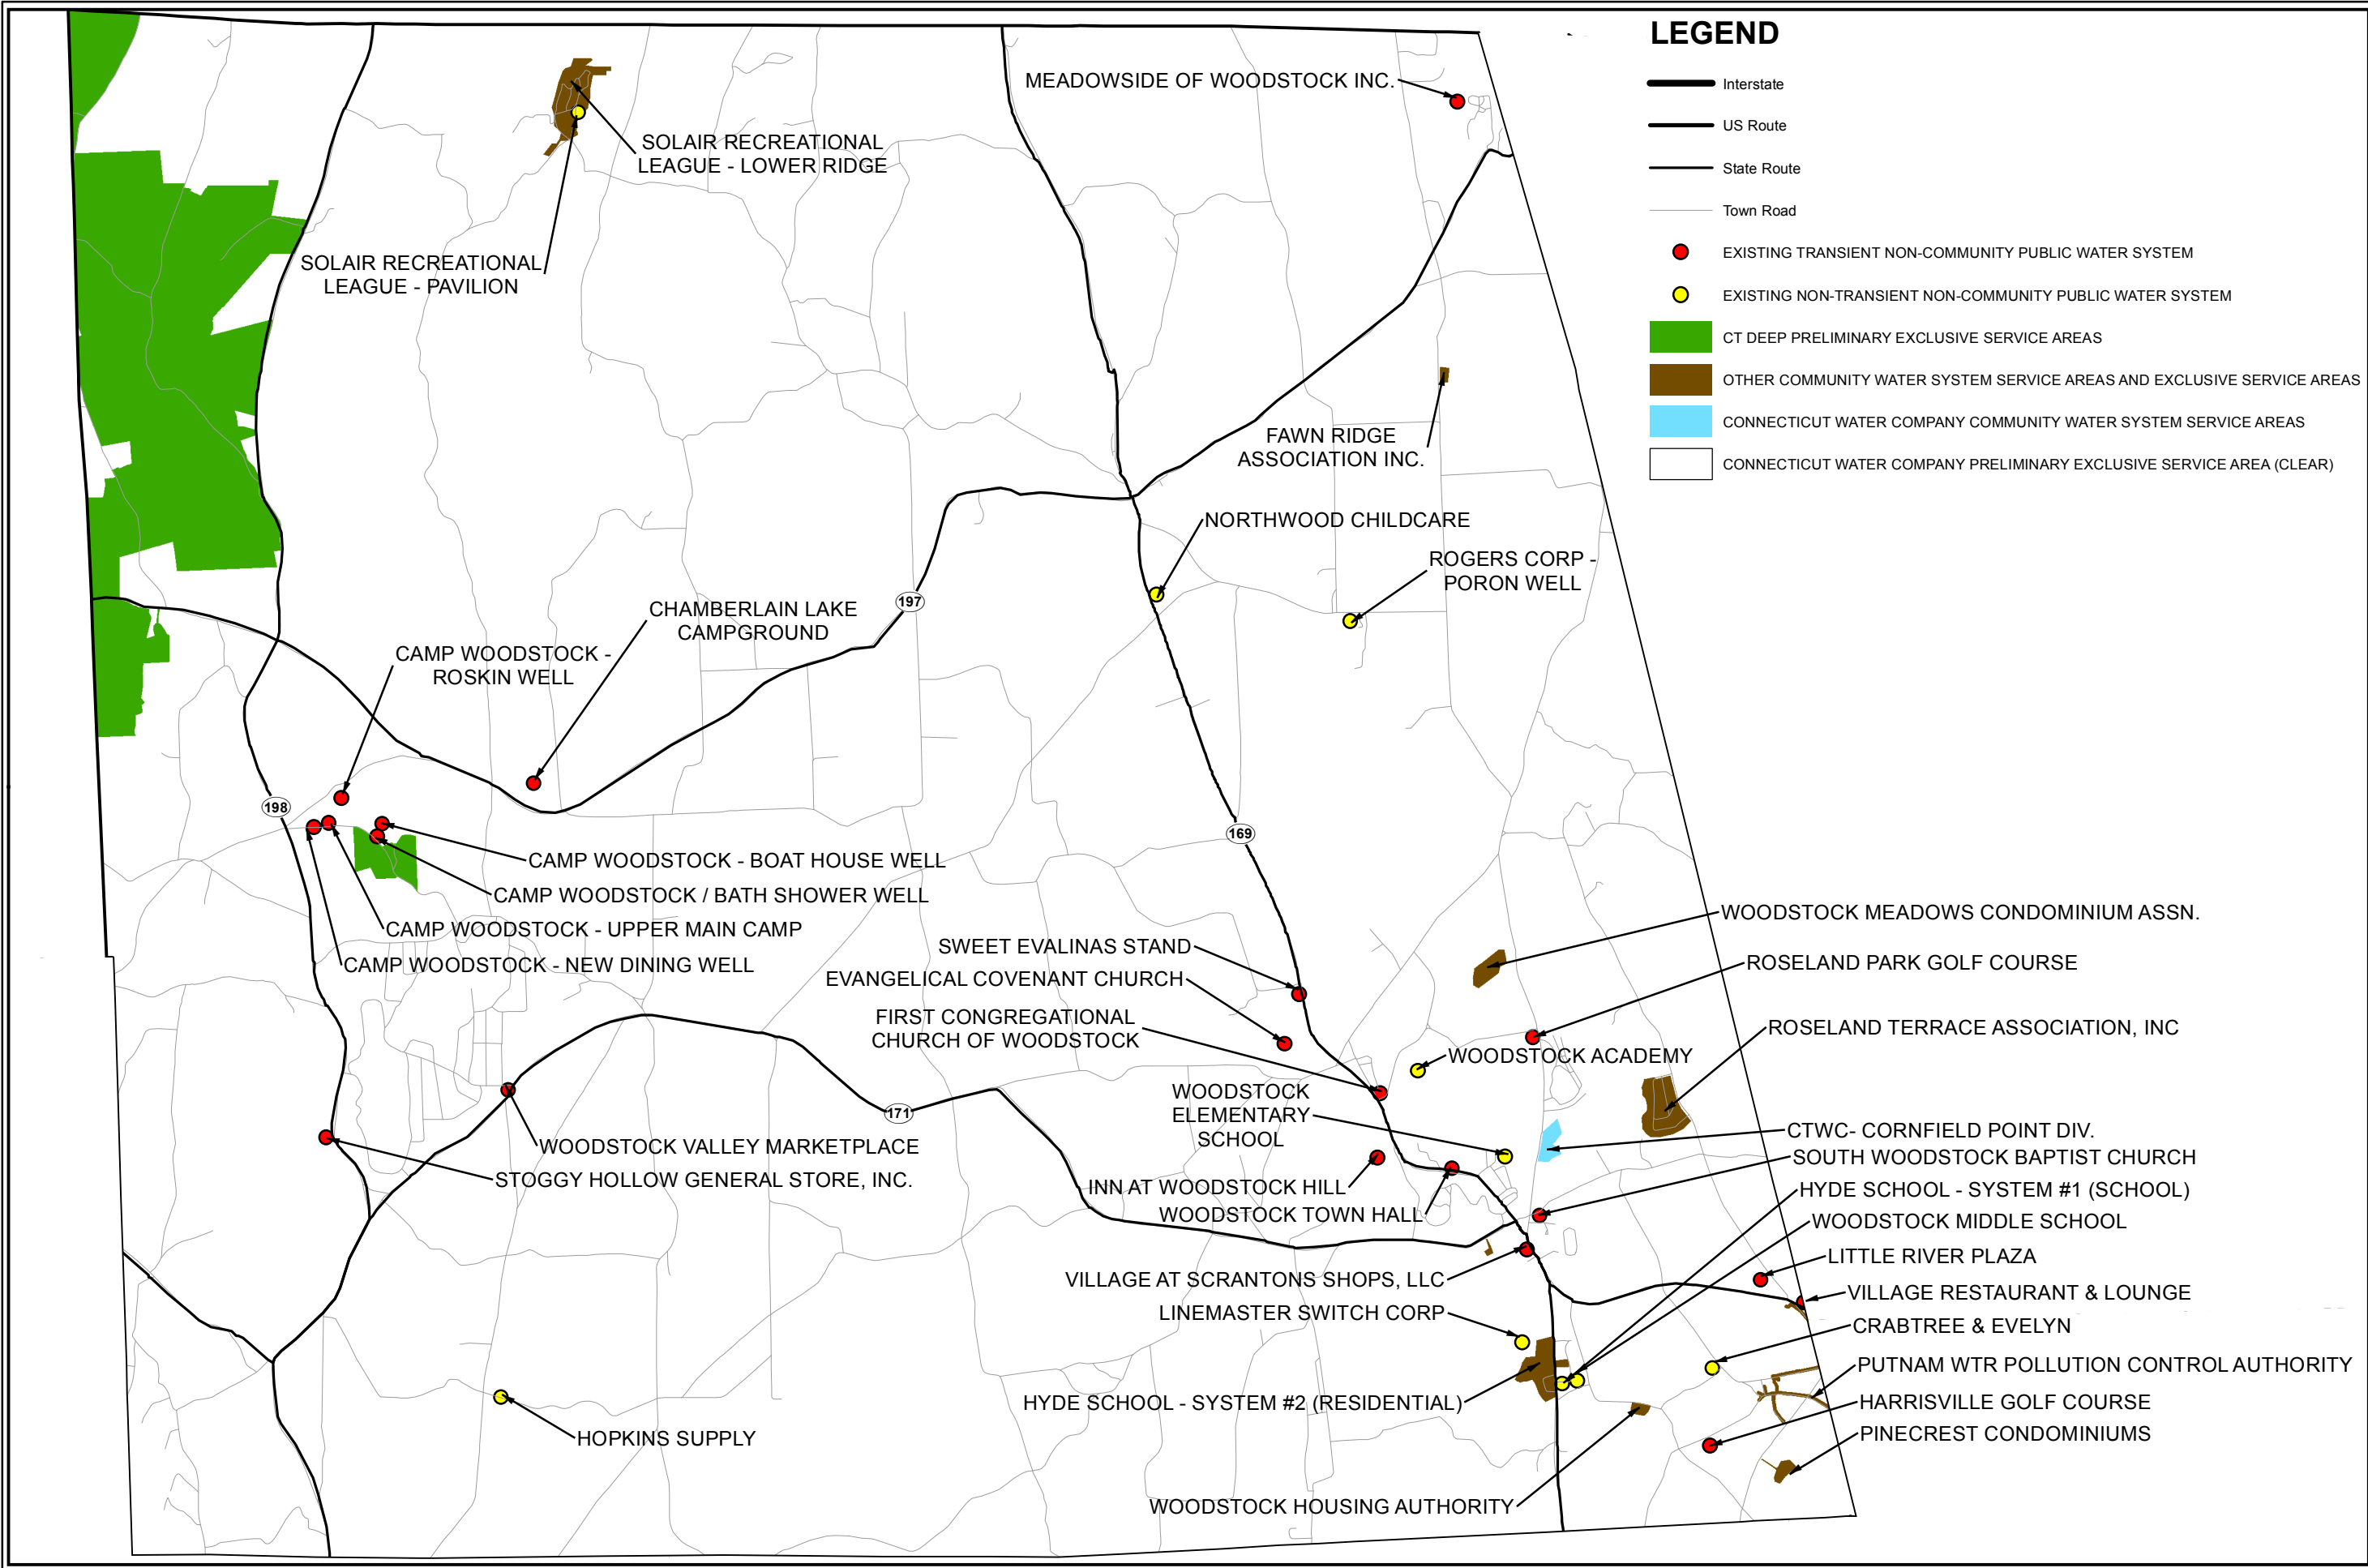 LEGEND
Interstate
US Route
State Route
Town Road
EXISTING TRANSIENT NON-COMMUNITY PUBLIC WATER SYSTEM
EXISTING NON-TRANSIENT NON-COMMUNITY PUBLIC WATER SYSTEM
CT DEEP PRELIMINARY EXCLUSIVE SERVICE AREAS
OTHER COMMUNITY WATER SYSTEM SERVICE AREAS AND EXCLUSIVE SERVICE AREAS
CONNECTICUT WATER COMPANY COMMUNITY WATER SYSTEM SERVICE AREAS
CONNECTICUT WATER COMPANY PRELIMINARY EXCLUSIVE SERVICE AREA (CLEAR)
MEADOWSIDE OF WOODSTOCK INC.
SOLAIR RECREATIONAL
LEAGUE - LOWER RIDGE
SOLAIR RECREATIONAL
LEAGUE - PAVILION
FAWN RIDGE
ASSOCIATION INC.
NORTHWOOD CHILDCARE
ROGERS CORP -
PORON WELL
197
CHAMBERLAIN LAKE
CAMPGROUND
CAMP WOODSTOCK -
ROSKIN WELL
198
169
CAMP WOODSTOCK - BOAT HOUSE WELL
CAMP WOODSTOCK / BATH SHOWER WELL
CAMP WOODSTOCK - UPPER MAIN CAMP
CAMP WOODSTOCK - NEW DINING WELL
WOODSTOCK MEADOWS CONDOMINIUM ASSN.
SWEET EVALINAS STAND
EVANGELICAL COVENANT CHURCH
ROSELAND PARK GOLF COURSE
FIRST CONGREGATIONAL
CHURCH OF WOODSTOCK
ROSELAND TERRACE ASSOCIATION, INC
WOODSTOCK ACADEMY
WOODSTOCK
ELEMENTARY
SCHOOL
171
CTWC- CORNFIELD POINT DIV.
WOODSTOCK VALLEY MARKETPLACE
SOUTH WOODSTOCK BAPTIST CHURCH
STOGGY HOLLOW GENERAL STORE, INC.
INN AT WOODSTOCK HILL
HYDE SCHOOL - SYSTEM #1 (SCHOOL)
WOODSTOCK TOWN HALL
WOODSTOCK MIDDLE SCHOOL
LITTLE RIVER PLAZA
VILLAGE AT SCRANTONS SHOPS, LLC
VILLAGE RESTAURANT & LOUNGE
LINEMASTER SWITCH CORP
CRABTREE & EVELYN
PUTNAM WTR POLLUTION CONTROL AUTHORITY
HYDE SCHOOL - SYSTEM #2 (RESIDENTIAL)
HARRISVILLE GOLF COURSE
HOPKINS SUPPLY
PINECREST CONDOMINIUMS
WOODSTOCK HOUSING AUTHORITY